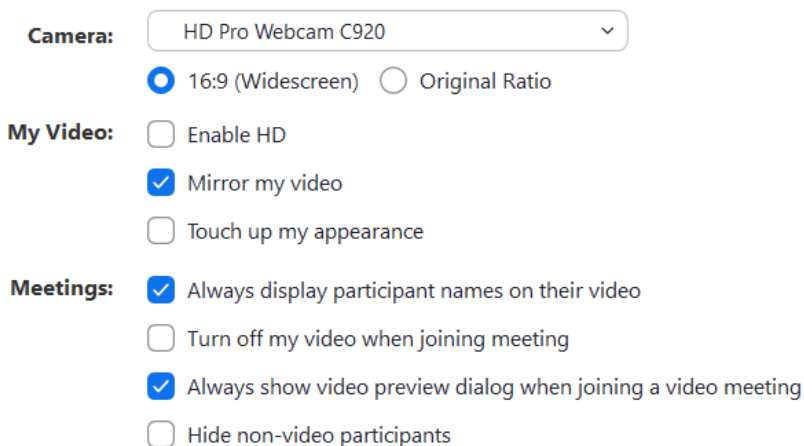 Camera: HD Pro Webcam C920
16:9 (Widescreen) Original Ratio
My Video: Enable HD
Mirror my video
Touch up my appearance
Meetings: Always display participant names on their video
Turn off my video when joining meeting
Always show video preview dialog when joining a video meeting
Hide non-video participants